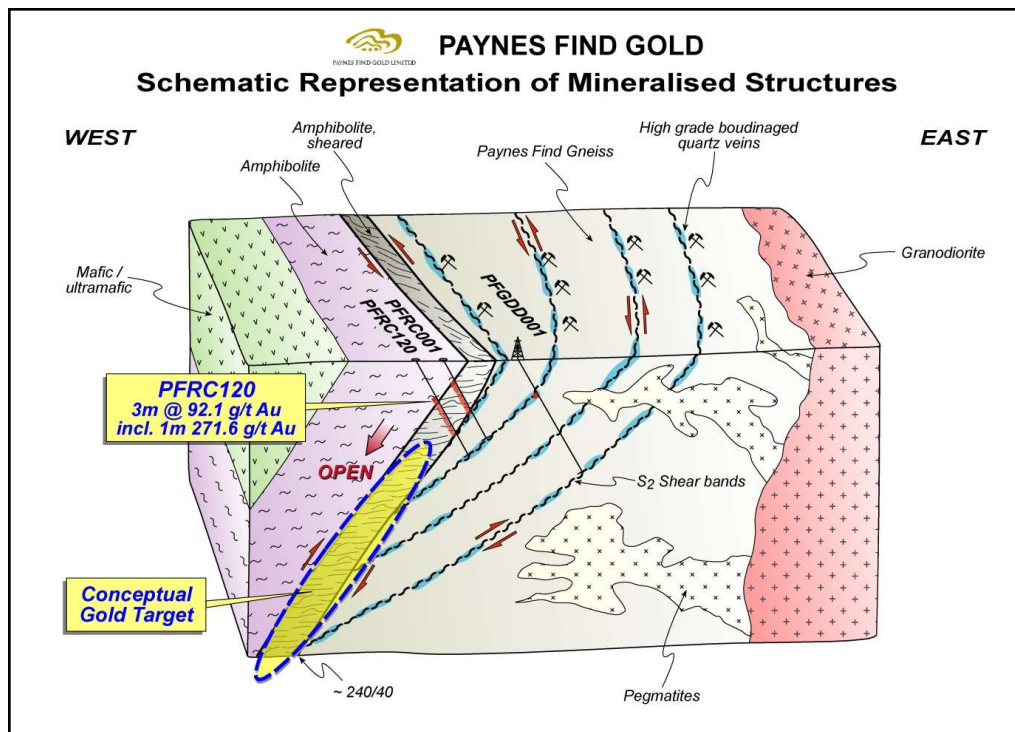 PAYNES FIND GOLD
PAYNES FIND GOLD LIMITED
Schematic Representation of Mineralised Structures
WEST
EAST
Amphibolite,
sheared
High grade boudinaged
quartz veins
Amphibolite
Paynes Find Gneiss
Mafic /
ultramafic
Granodiorite
PFRC001
PFRC120
PFGDD001
PFRC120
3m @ 92.1 g/t Au
incl. 1m 271.6 g/t Au
OPEN
S2 Shear bands
Conceptual
Gold Target
~ 240/40
Pegmatites